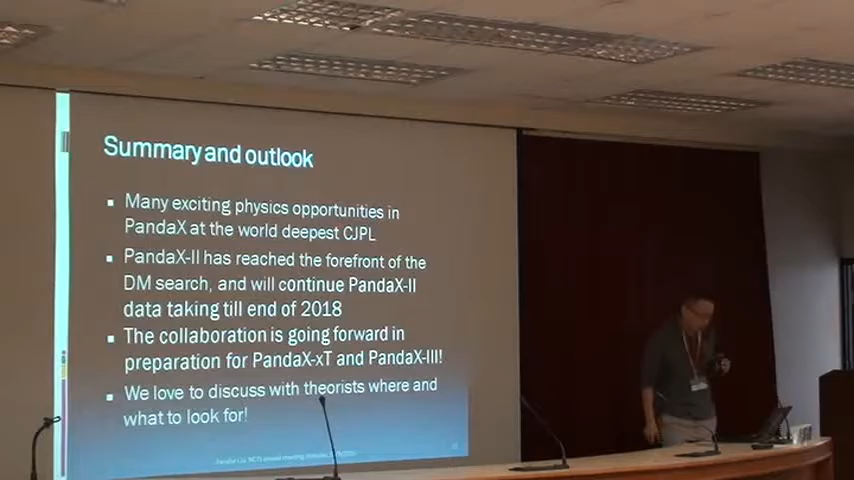 Summary and outlook
Many exciting physics opportunities in
PandaX at the world deepest CJPL
PandaX-II has reached the forefront of the
DM search, and will continue PandaX-II
data taking till end of 2018
The collaboration is going forward in
preparation for PandaX-xT and PandaX-III!
We love to discuss with theorists where and
what to look for!